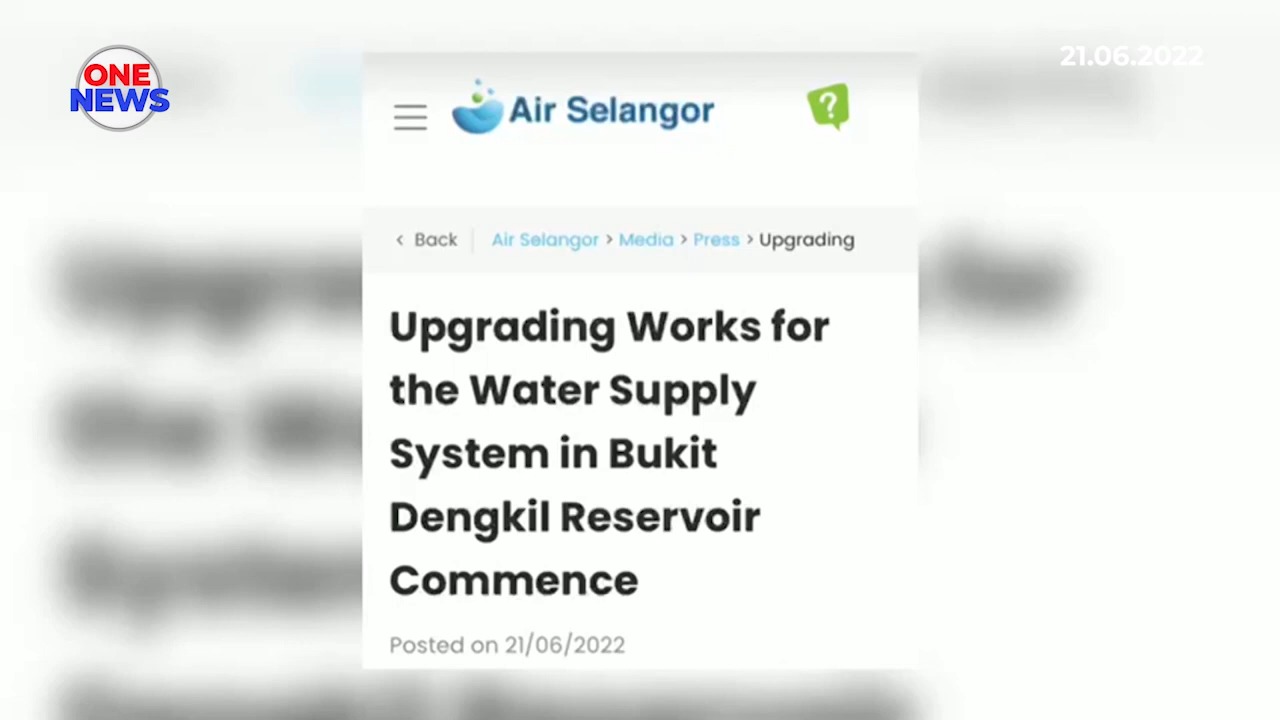 ONE
NEWS
21.06.2022
Air Selangor
?
< Back
Air Selangor > Media > Press > Upgrading
Upgrading Works for
the Water Supply
System in Bukit
Dengkil Reservoir
Commence
Posted on 21/06/2022